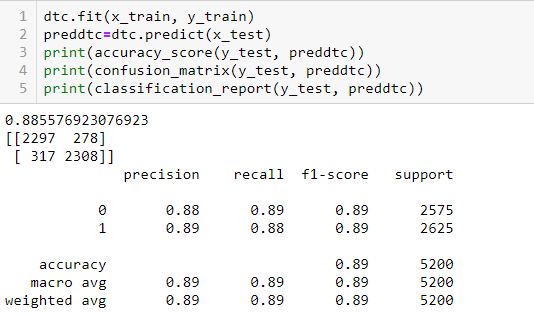 1 dtc.fit(x_train, y_train)
2 preddtc=dtc.predict(x_test)
3 print(accuracy_score(y_test, preddtc))
4 print(confusion_matrix(y_test, preddtc))
5 print(classification_report(y_test, preddtc))
0.885576923076923
[[2297 278]
[ 317 2308]]
precision recall f1-score support
0 0.88 0.89 0.89 2575
1 0.89 0.88 0.89 2625
accuracy 0.89 5200
macro avg 0.89 0.89 0.89 5200
weighted avg 0.89 0.89 0.89 5200